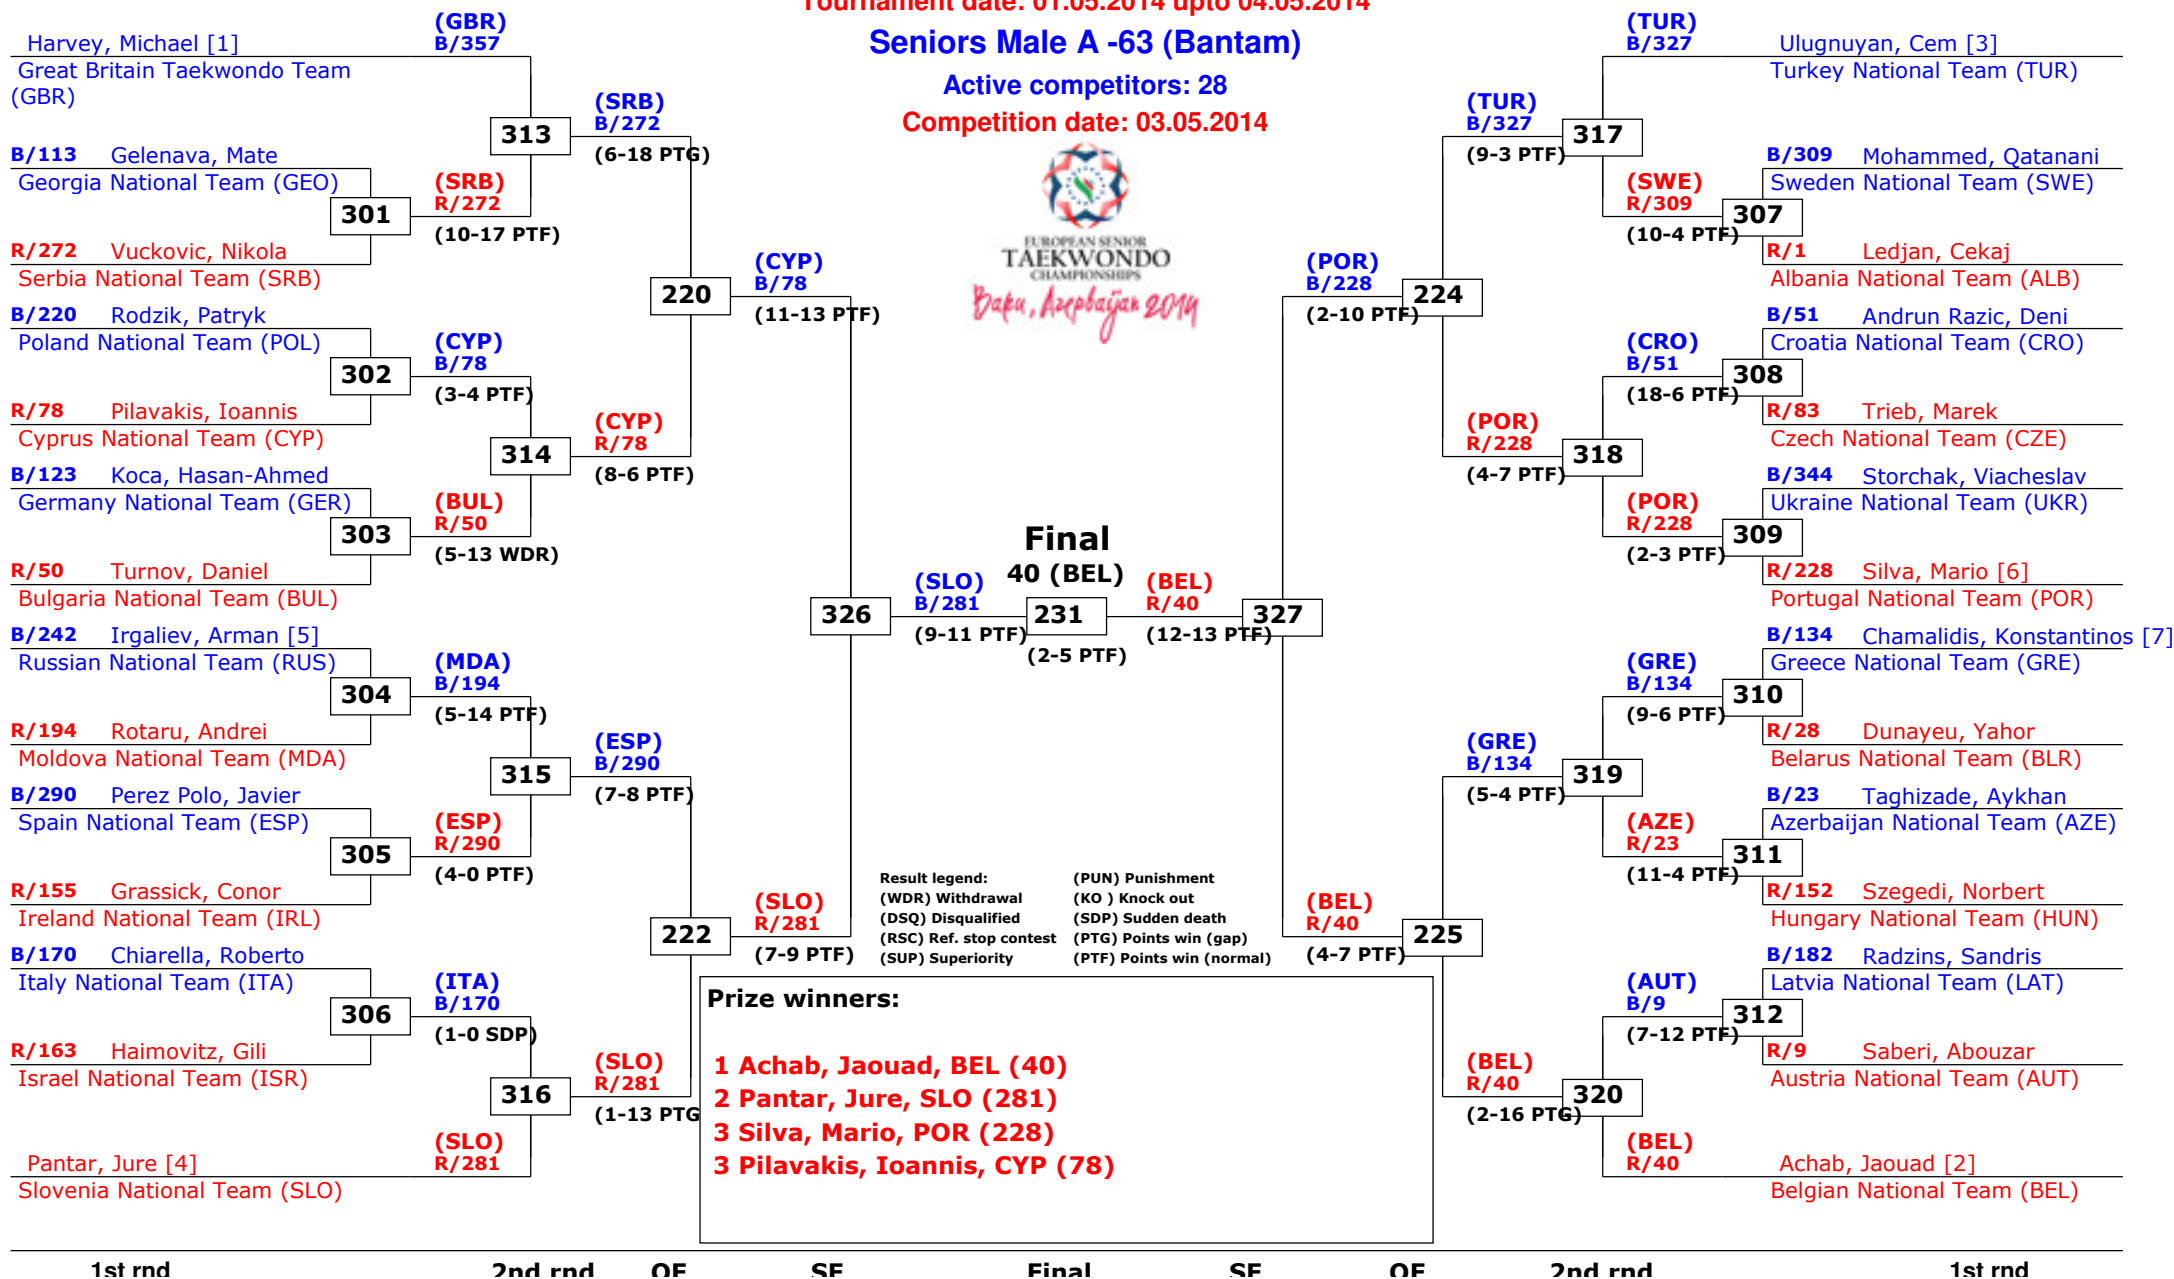 Tournament date: 01.05.2014 upto 04.05.2014
Seniors Male A -63 (Bantam)
Active competitors: 28
Competition date: 03.05.2014
EUROPEAN SENIOR
TAEKWONDO
CHAMPIONSHIPS
Baku, Azerbaijan 2014
Harvey, Michael [1]
Great Britain Taekwondo Team
(GBR)
B/113 Gelenava, Mate
Georgia National Team (GEO)
301
R/272 Vuckovic, Nikola
Serbia National Team (SRB)
B/220 Rodzik, Patryk
Poland National Team (POL)
302
R/78 Pilavakis, Ioannis
Cyprus National Team (CYP)
B/123 Koca, Hasan-Ahmed
Germany National Team (GER)
303
R/50 Turnov, Daniel
Bulgaria National Team (BUL)
B/242 Irgaliev, Arman [5]
Russian National Team (RUS)
304
R/194 Rotaru, Andrei
Moldova National Team (MDA)
B/290 Perez Polo, Javier
Spain National Team (ESP)
305
R/155 Grassick, Conor
Ireland National Team (IRL)
B/170 Chiarella, Roberto
Italy National Team (ITA)
306
R/163 Haimovitz, Gili
Israel National Team (ISR)
Pantar, Jure [4]
Slovenia National Team (SLO)
(GBR)
B/357
313
(SRB)
R/272
(10-17 PTF)
(CYP)
B/78
(3-4 PTF)
314
(BUL)
R/50
(5-13 WDR)
(MDA)
B/194
(5-14 PTF)
315
(ESP)
R/290
(4-0 PTF)
(ITA)
B/170
(1-0 SDP)
316
(SLO)
R/281
(SRB)
B/272
(6-18 PTG)
220
(CYP)
R/78
(8-6 PTF)
(ESP)
B/290
(7-8 PTF)
222
(SLO)
R/281
(1-13 PTG
(CYP)
B/78
(11-13 PTF)
326
(SLO)
R/281
(7-9 PTF)
Final
40 (BEL)
(SLO)
B/281
(9-11 PTF)
231
(2-5 PTF)
(BEL)
R/40
(12-13 PTF)
327
(POR)
B/228
(2-10 PTF)
(BEL)
R/40
(4-7 PTF)
(TUR)
B/327
(9-3 PTF)
224
(POR)
R/228
(4-7 PTF)
(GRE)
B/134
(5-4 PTF)
225
(BEL)
R/40
(2-16 PTG)
(TUR)
B/327
317
(SWE)
R/309
(10-4 PTF)
(CRO)
B/51
(18-6 PTF)
318
(POR)
R/228
(2-3 PTF)
(GRE)
B/134
(9-6 PTF)
319
(AZE)
R/23
(11-4 PTF)
(AUT)
B/9
(7-12 PTF)
320
(BEL)
R/40
Ulugnuyan, Cem [3]
Turkey National Team (TUR)
B/309 Mohammed, Qatanani
Sweden National Team (SWE)
307
R/1 Ledjan, Cekaj
Albania National Team (ALB)
B/51 Andrun Razic, Deni
Croatia National Team (CRO)
308
R/83 Trieb, Marek
Czech National Team (CZE)
B/344 Storchak, Viacheslav
Ukraine National Team (UKR)
309
R/228 Silva, Mario [6]
Portugal National Team (POR)
B/134 Chamalidis, Konstantinos [7]
Greece National Team (GRE)
310
R/28 Dunayeu, Yahor
Belarus National Team (BLR)
B/23 Taghizade, Aykhan
Azerbaijan National Team (AZE)
311
R/152 Szegedi, Norbert
Hungary National Team (HUN)
B/182 Radzins, Sandris
Latvia National Team (LAT)
312
R/9 Saberi, Abouzar
Austria National Team (AUT)
Achab, Jaouad [2]
Belgian National Team (BEL)
Result legend: (PUN) Punishment
(WDR) Withdrawal (KO ) Knock out
(DSQ) Disqualified (SDP) Sudden death
(RSC) Ref. stop contest (PTG) Points win (gap)
(SUP) Superiority (PTF) Points win (normal)
Prize winners:
1 Achab, Jaouad, BEL (40)
2 Pantar, Jure, SLO (281)
3 Silva, Mario, POR (228)
3 Pilavakis, Ioannis, CYP (78)
1st rnd 2nd rnd QF SF Final SF QF 2nd rnd 1st rnd